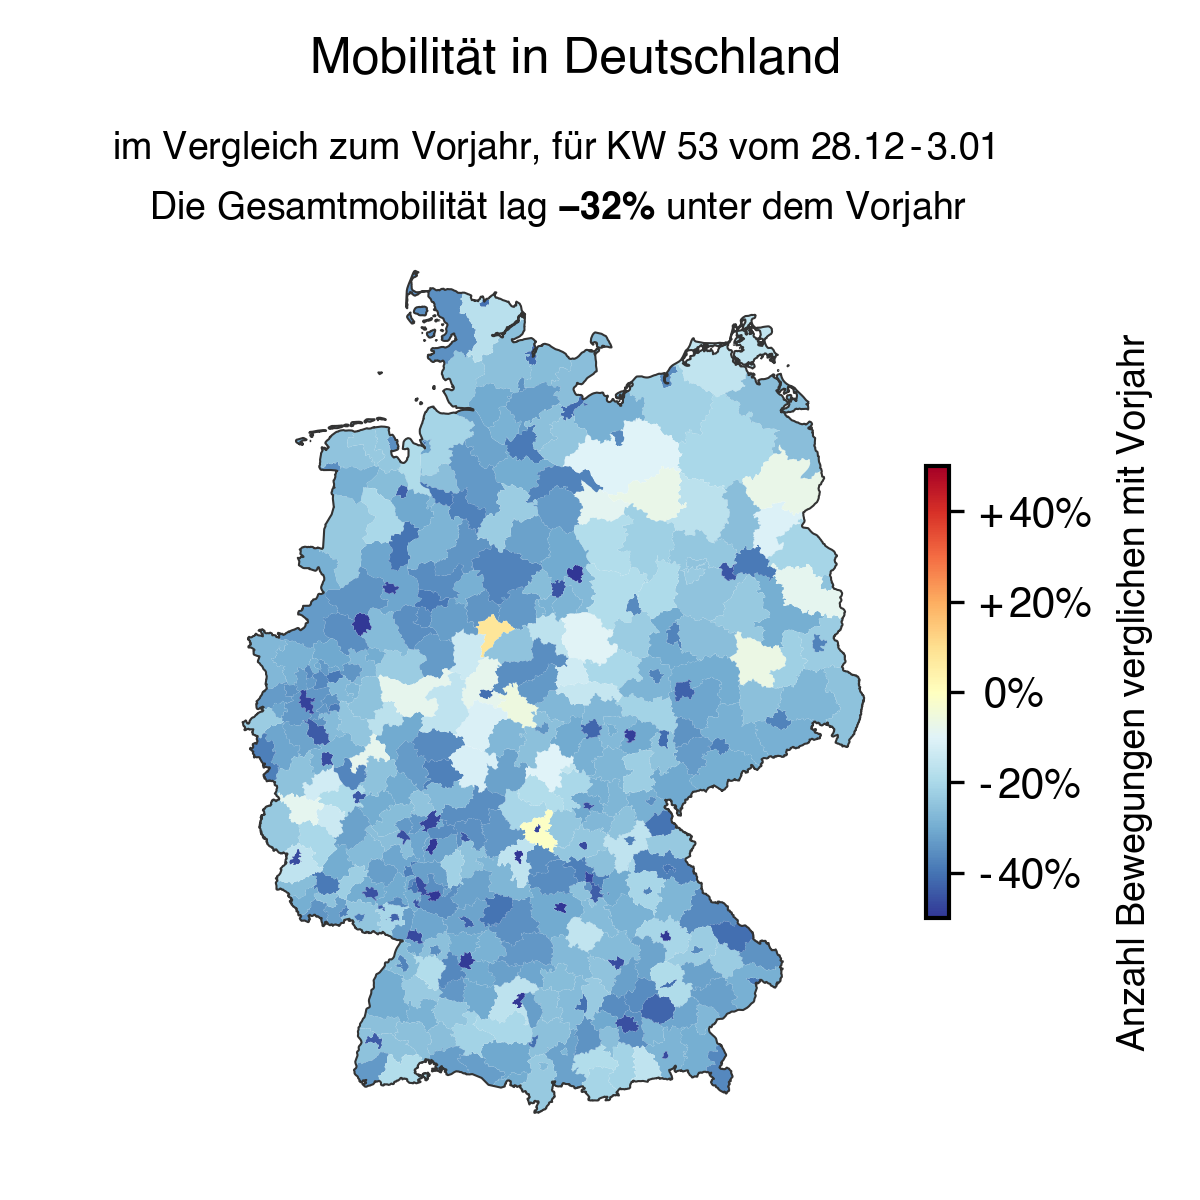 Mobilität in Deutschland
im Vergleich zum Vorjahr, für KW 53 vom 28.12-3.01
Die Gesamtmobilität lag –32% unter dem Vorjahr
+40%
+20%
0%
-20%
-40%
Anzahl Bewegungen verglichen mit Vorjahr